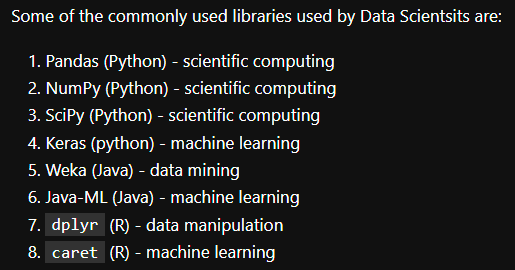 Some of the commonly used libraries used by Data Scientsits are:
1. Pandas (Python) - scientific computing
2. NumPy (Python) - scientific computing
3. SciPy (Python) - scientific computing
4. Keras (python) - machine learning
5. Weka (Java) - data mining
6. Java-ML (Java) - machine learning
7. dplyr (R) - data manipulation
8. caret (R) - machine learning